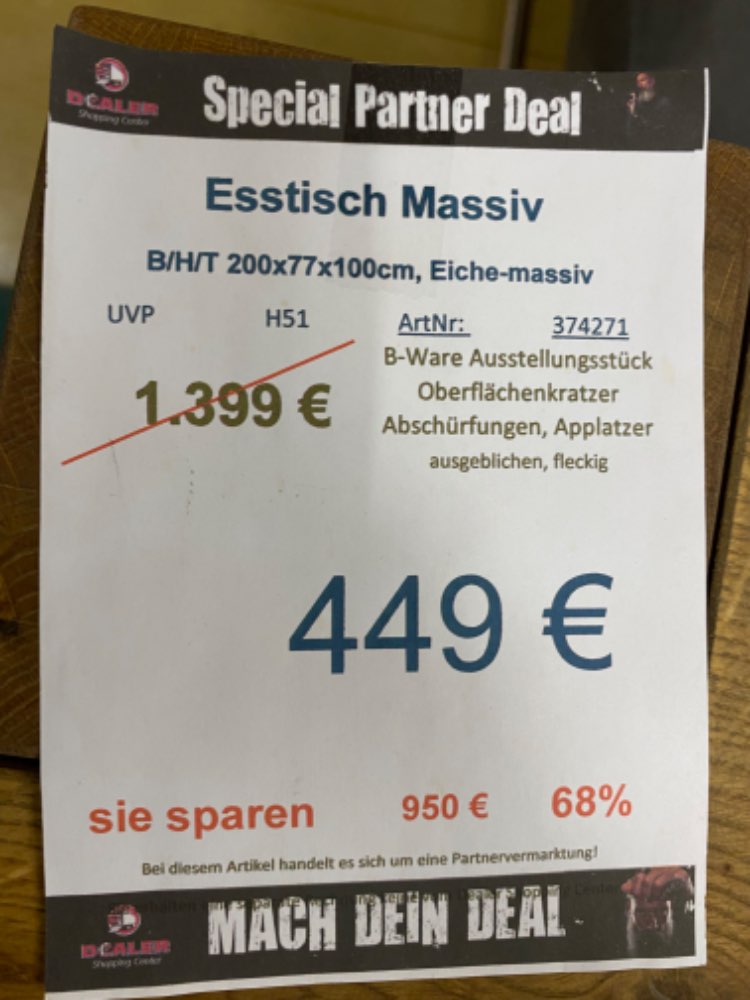 DEALER
Shopping Center
Special Partner Deal
Esstisch Massiv
B/H/T 200x77x100cm, Eiche-massiv
UVP H51 ArtNr: 374271
1.399 €
B-Ware Ausstellungsstück
Oberflächenkratzer
Abschürfungen, Applatzer
ausgeblichen, fleckig
449 €
sie sparen 950 € 68%
Bei diesem Artikel handelt es sich um eine Partnervermarktung!
MACH DEIN DEAL
DEALER
Shopping Center